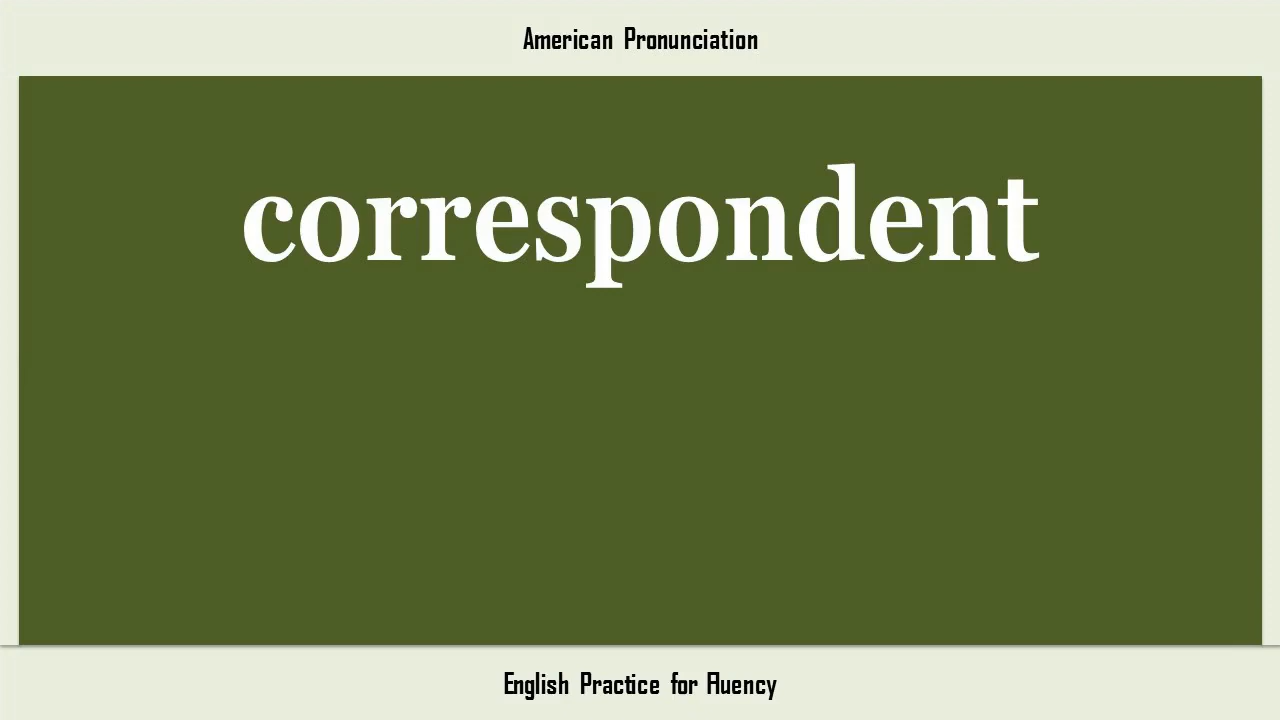 American Pronunciation
correspondent
English Practice for Fluency